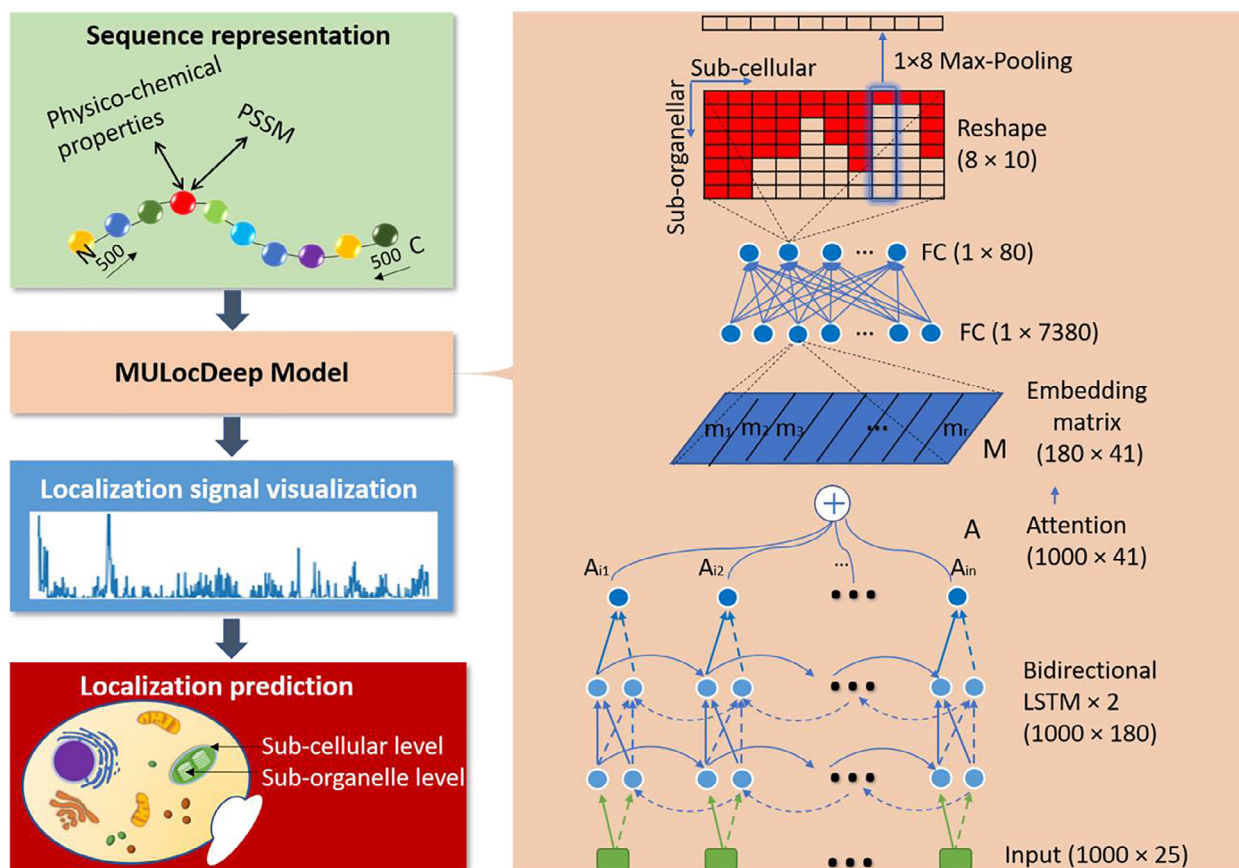 Sequence representation
Physico-chemical
properties
PSSM
N
500
500
C
MULocDeep Model
Localization signal visualization
Localization prediction
Sub-cellular level
Sub-organelle level
1×8 Max-Pooling
Sub-cellular
Sub-organellar
Reshape
(8 × 10)
...
FC (1 × 80)
...
FC (1 × 7380)
m1 m2 m3 ... mr
M
Embedding
matrix
(180 × 41)
A
Attention
(1000 × 41)
Ai1 Ai2 ... Ain
Bidirectional
LSTM × 2
(1000 × 180)
Input (1000 × 25)